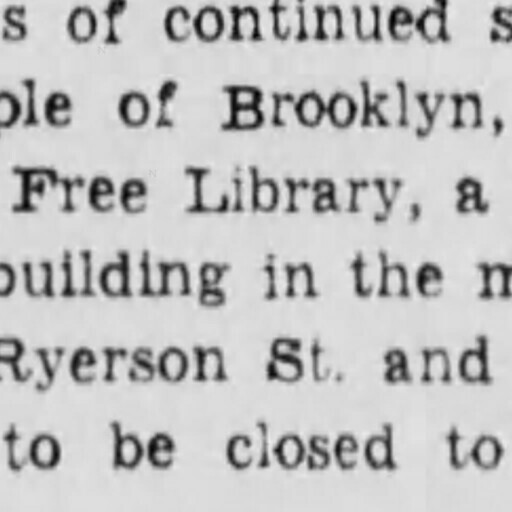 s of continued s
ple of Brooklyn,
Free Library, a
building in the m
Ryerson St. and
to be closed to